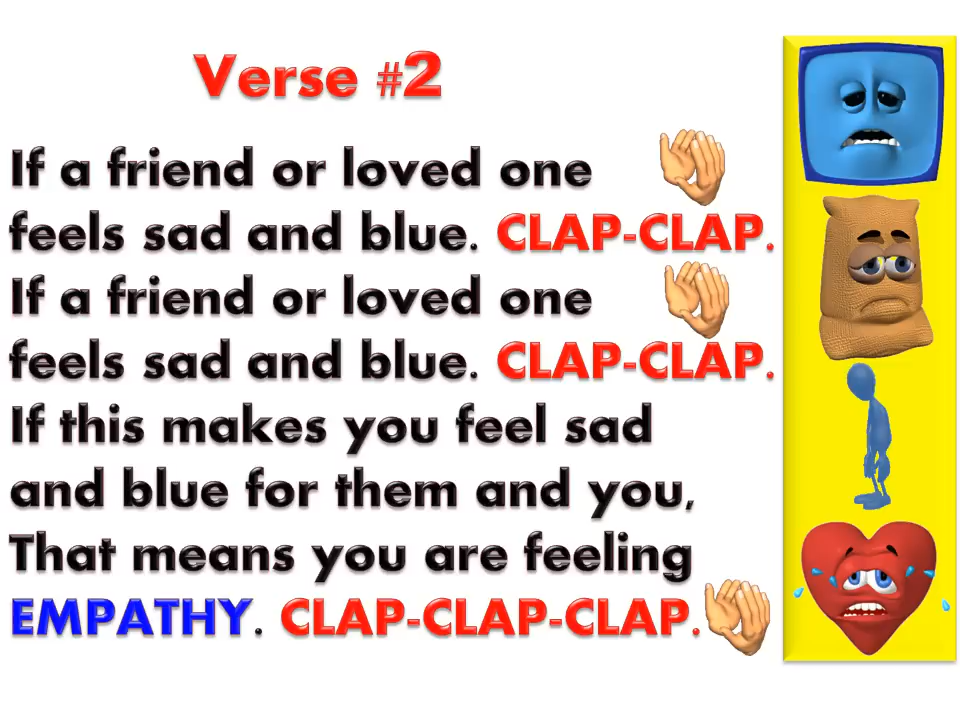 Verse #2
If a friend or loved one
feels sad and blue. CLAP-CLAP.
If a friend or loved one
feels sad and blue. CLAP-CLAP.
If this makes you feel sad
and blue for them and you,
That means you are feeling
EMPATHY. CLAP-CLAP-CLAP.